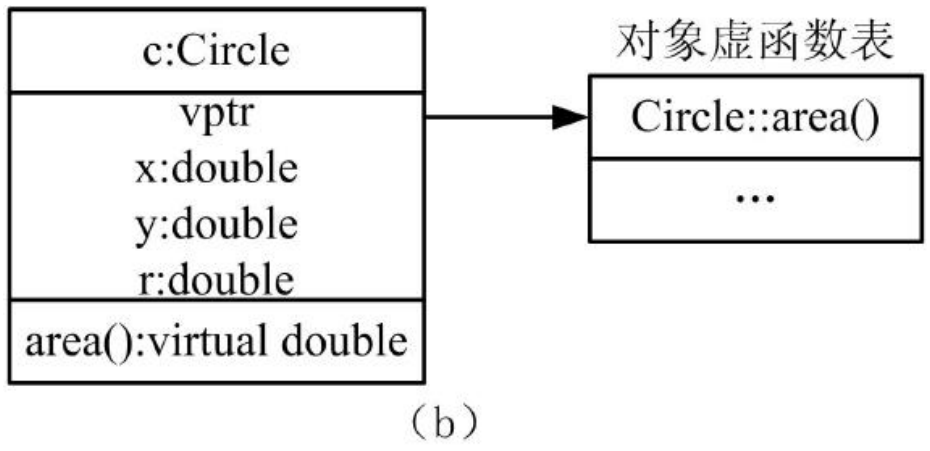 c:Circle
vptr
x:double
y:double
r:double
area():virtual double
对象虚函数表
Circle::area()
…
(b)